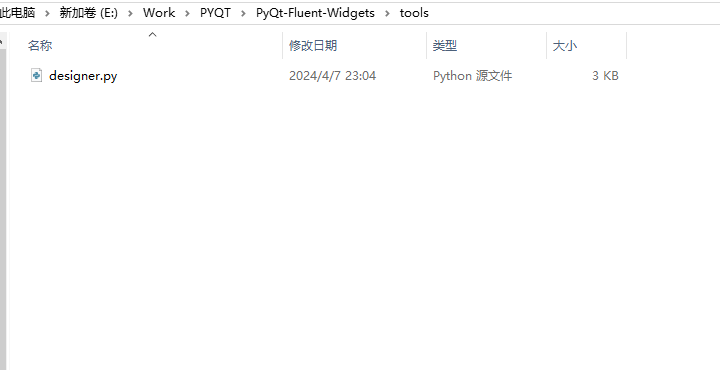 此电脑 > 新加卷 (E:) > Work > PYQT > PyQt-Fluent-Widgets > tools
名称 修改日期 类型 大小
designer.py 2024/4/7 23:04 Python 源文件 3 KB